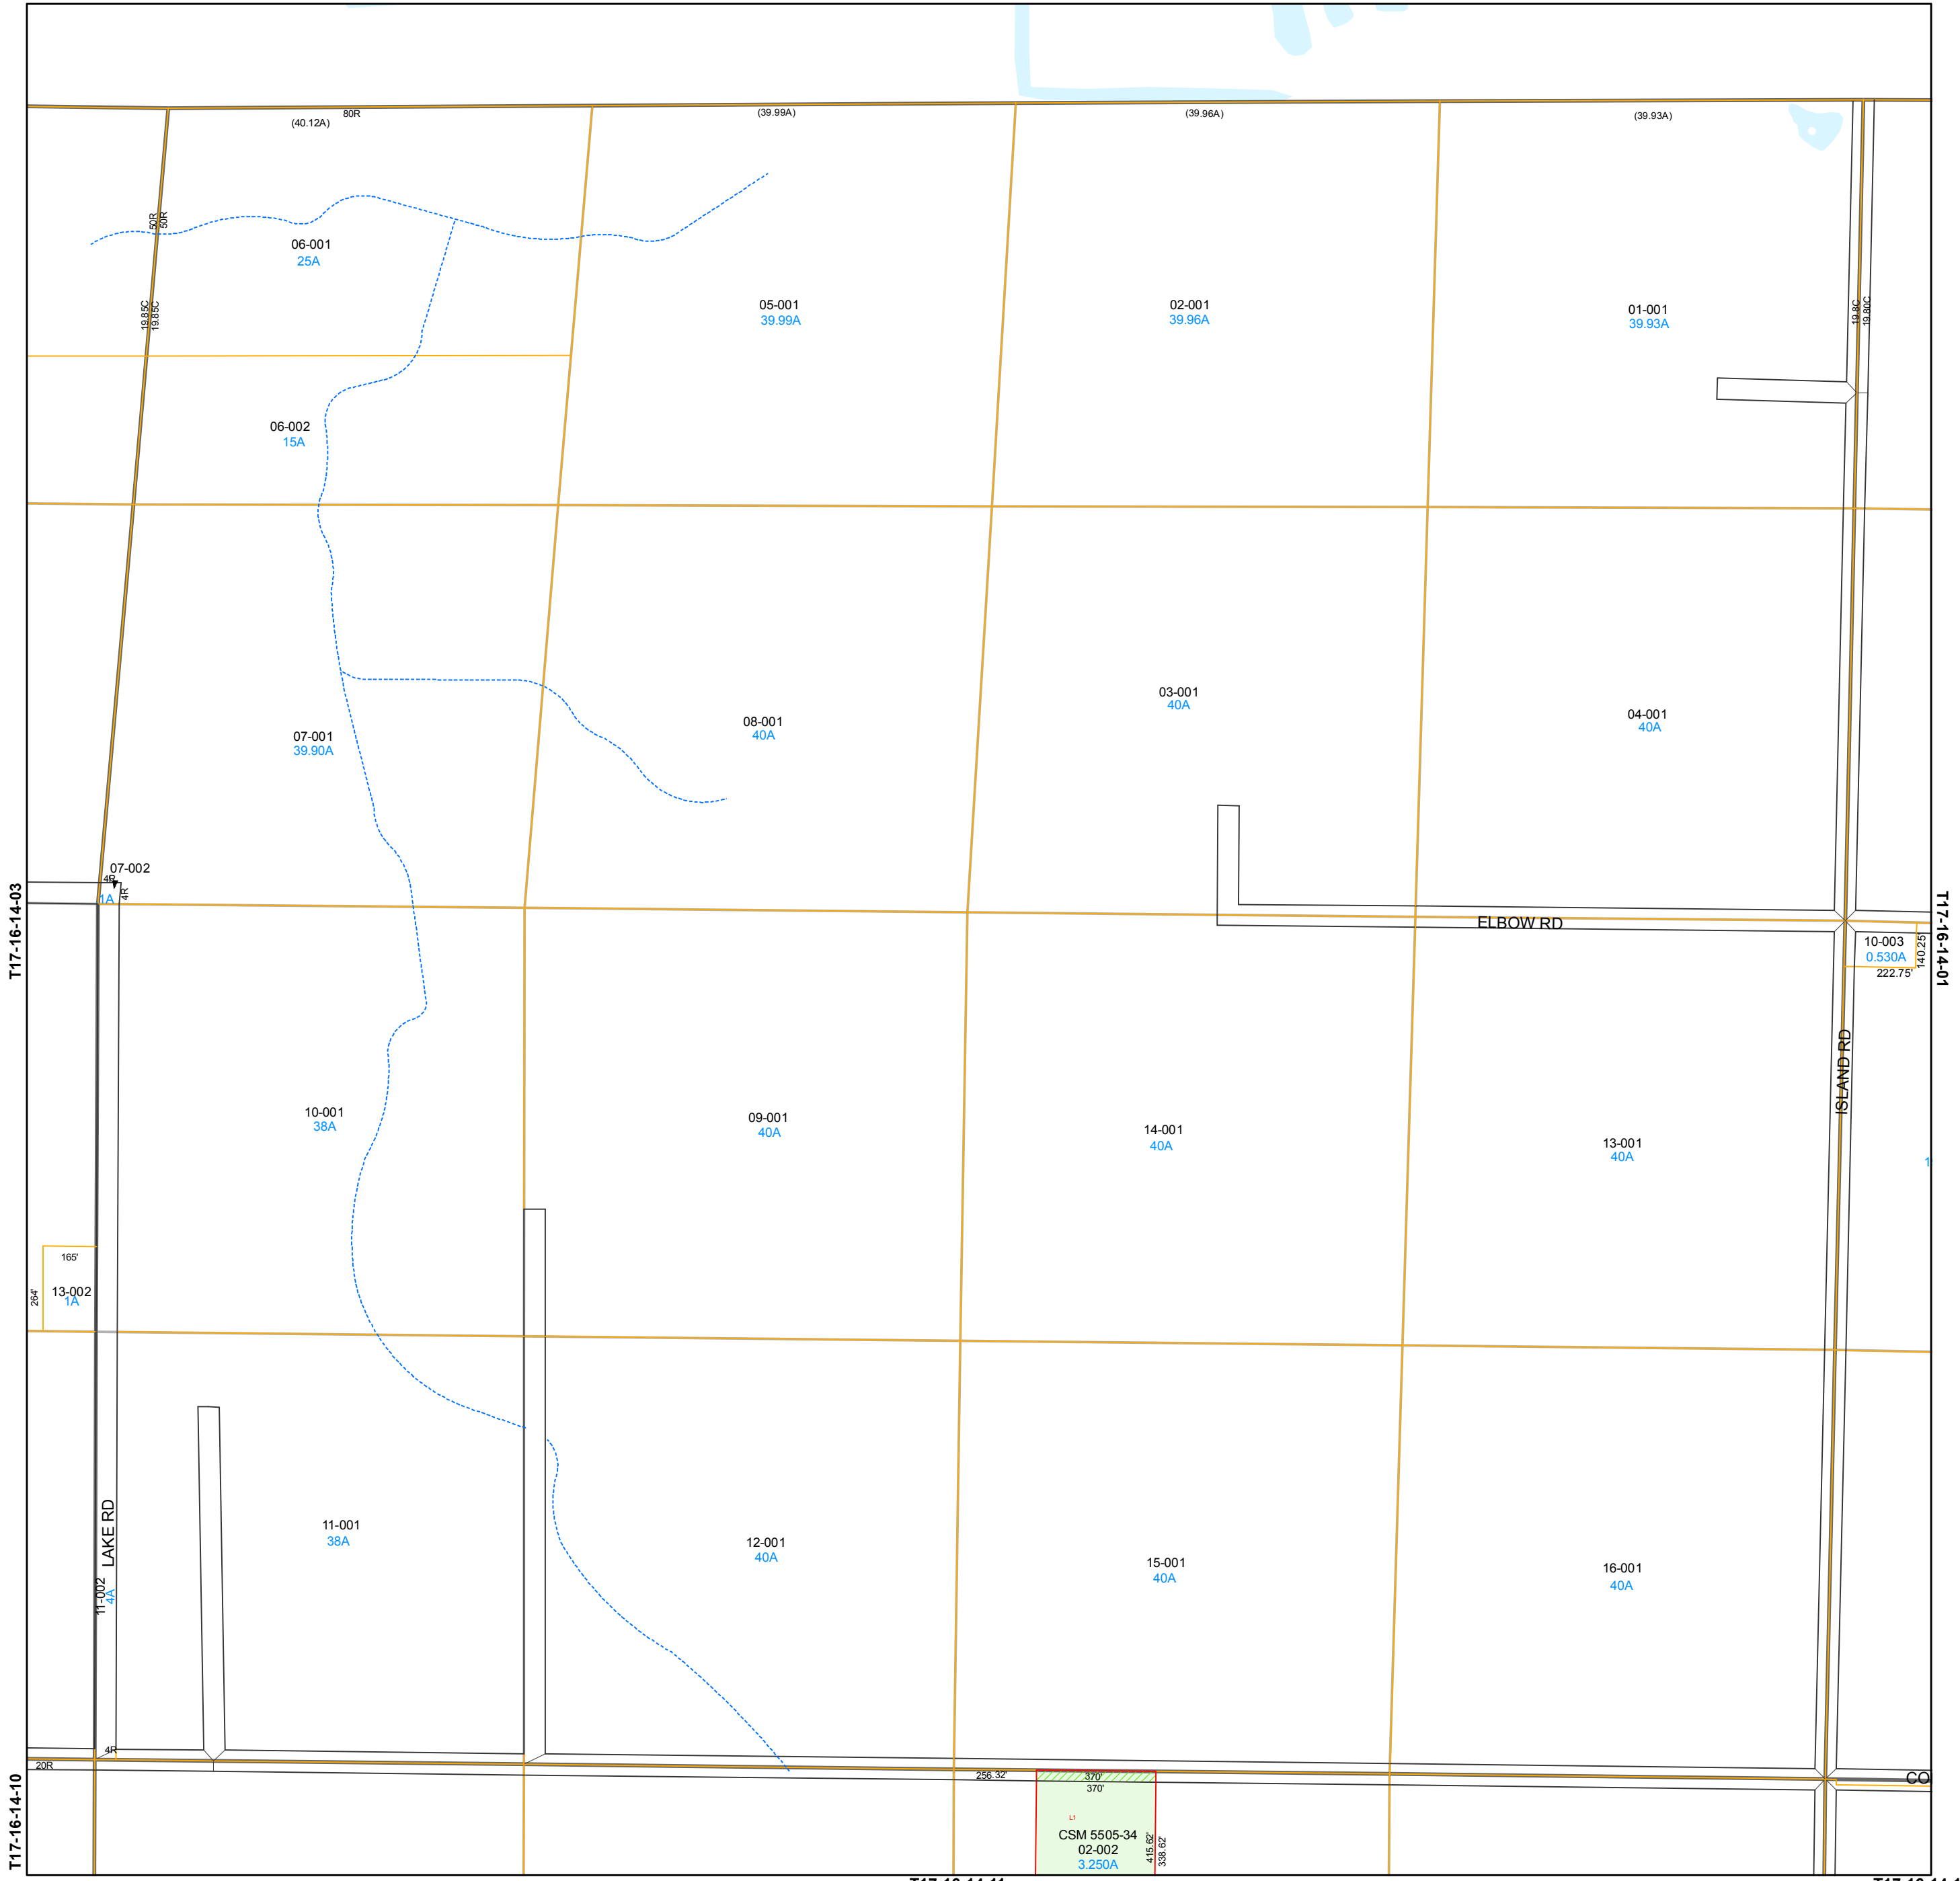 80R
(40.12A)
(39.99A)
(39.96A)
(39.93A)
50R
50R
06-001
25A
19.85C
19.85C
05-001
39.99A
02-001
39.96A
01-001
39.93A
19.8C
19.80C
06-002
15A
07-001
39.90A
08-001
40A
03-001
40A
04-001
40A
07-002
4R
4R
1A
T17-16-14-03
T17-16-14-01
ELBOW RD
10-003
0.530A
222.75'
140.25'
ISLAND RD
10-001
38A
09-001
40A
14-001
40A
13-001
40A
1
165'
264'
13-002
1A
LAKE RD
11-002
4A
11-001
38A
12-001
40A
15-001
40A
16-001
40A
4R
20R
256.32'
370'
370'
CO
L1
CSM 5505-34
02-002
3.250A
415.62'
338.62'
T17-16-14-10